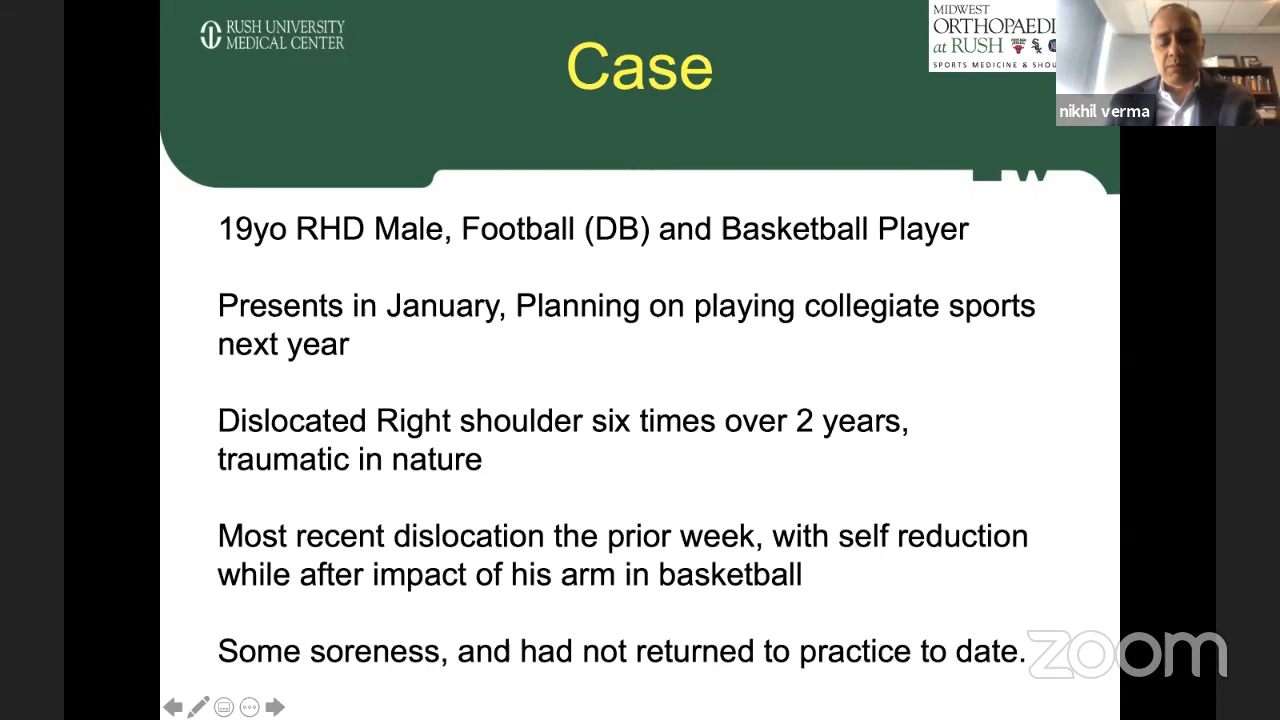 RUSH UNIVERSITY
MEDICAL CENTER
Case
MIDWEST
ORTHOPAEDI
at RUSH
SPORTS MEDICINE & SHOU
nikhil verma
19yo RHD Male, Football (DB) and Basketball Player
Presents in January, Planning on playing collegiate sports
next year
Dislocated Right shoulder six times over 2 years,
traumatic in nature
Most recent dislocation the prior week, with self reduction
while after impact of his arm in basketball
Some soreness, and had not returned to practice to date.
zoom